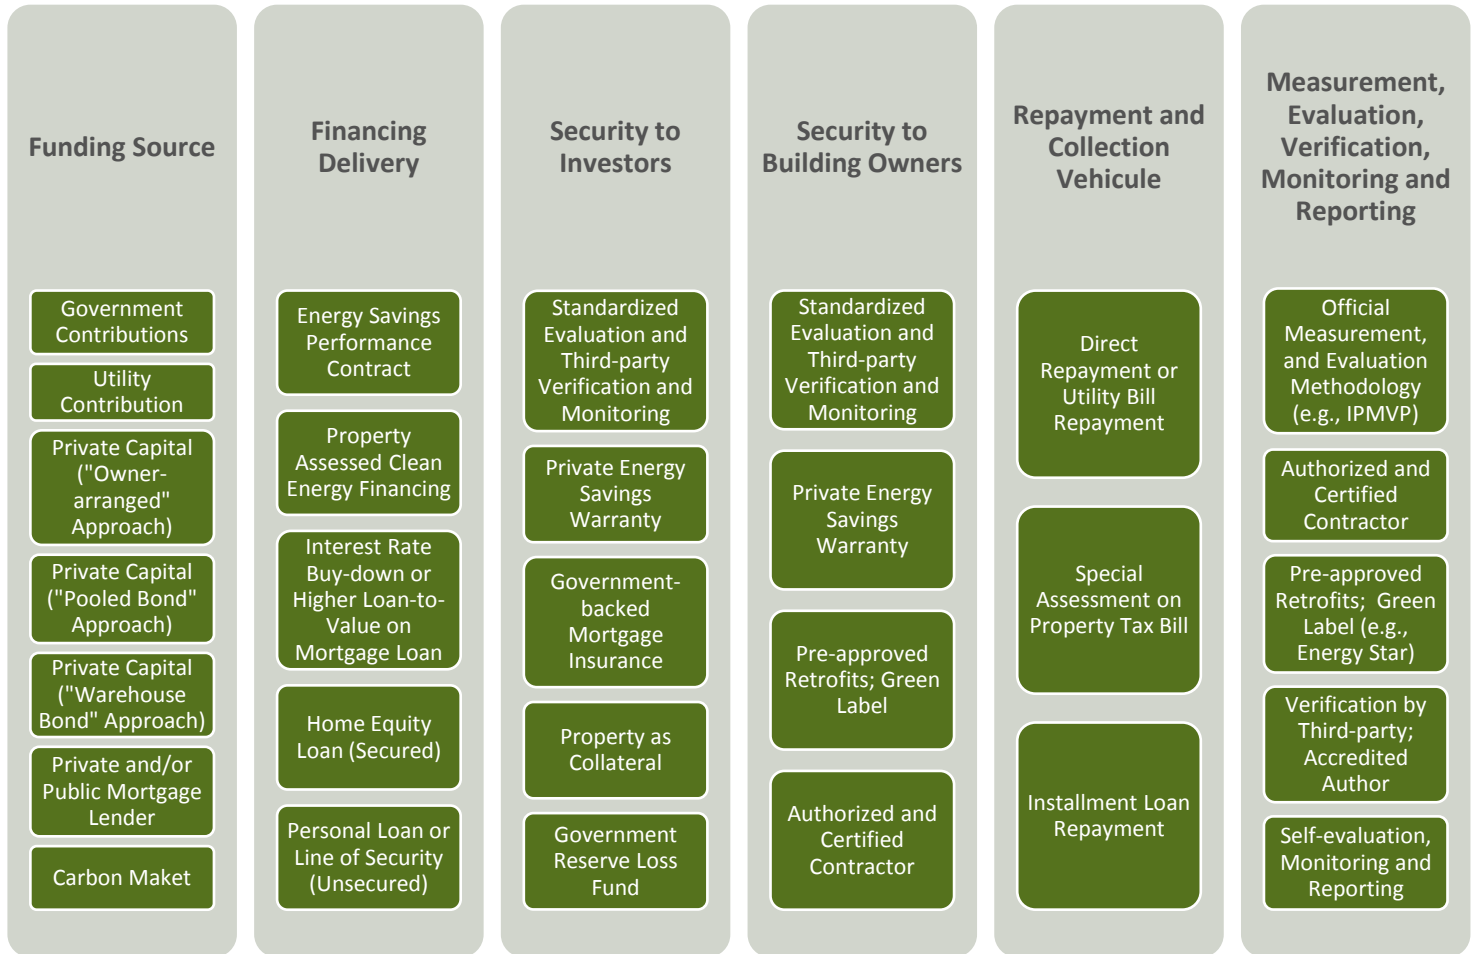 Funding Source
Government
Contributions
Utility
Contribution
Private Capital
("Owner-
arranged"
Approach)
Private Capital
("Pooled Bond"
Approach)
Private Capital
("Warehouse
Bond" Approach)
Private and/or
Public Mortgage
Lender
Carbon Maket
Financing
Delivery
Energy Savings
Performance
Contract
Property
Assessed Clean
Energy Financing
Interest Rate
Buy-down or
Higher Loan-to-
Value on
Mortgage Loan
Home Equity
Loan (Secured)
Personal Loan or
Line of Security
(Unsecured)
Security to
Investors
Standardized
Evaluation and
Third-party
Verification and
Monitoring
Private Energy
Savings
Warranty
Government-
backed
Mortgage
Insurance
Property as
Collateral
Government
Reserve Loss
Fund
Security to
Building Owners
Standardized
Evaluation and
Third-party
Verification and
Monitoring
Private Energy
Savings
Warranty
Pre-approved
Retrofits; Green
Label
Authorized and
Certified
Contractor
Repayment and
Collection
Vehicule
Direct
Repayment or
Utility Bill
Repayment
Special
Assessment on
Property Tax Bill
Installment Loan
Repayment
Measurement,
Evaluation,
Verification,
Monitoring and
Reporting
Official
Measurement,
and Evaluation
Methodology
(e.g., IPMVP)
Authorized and
Certified
Contractor
Pre-approved
Retrofits;  Green
Label (e.g.,
Energy Star)
Verification by
Third-party;
Accredited
Author
Self-evaluation,
Monitoring and
Reporting